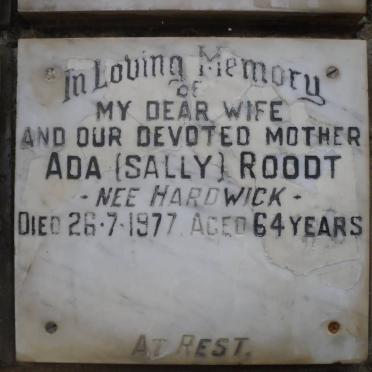 In Loving Memory
OF
MY DEAR WIFE
AND OUR DEVOTED MOTHER
ADA (SALLY) ROODT
- NEE HARDWICK -
DIED 26·7·1977 AGED 64 YEARS
AT REST.